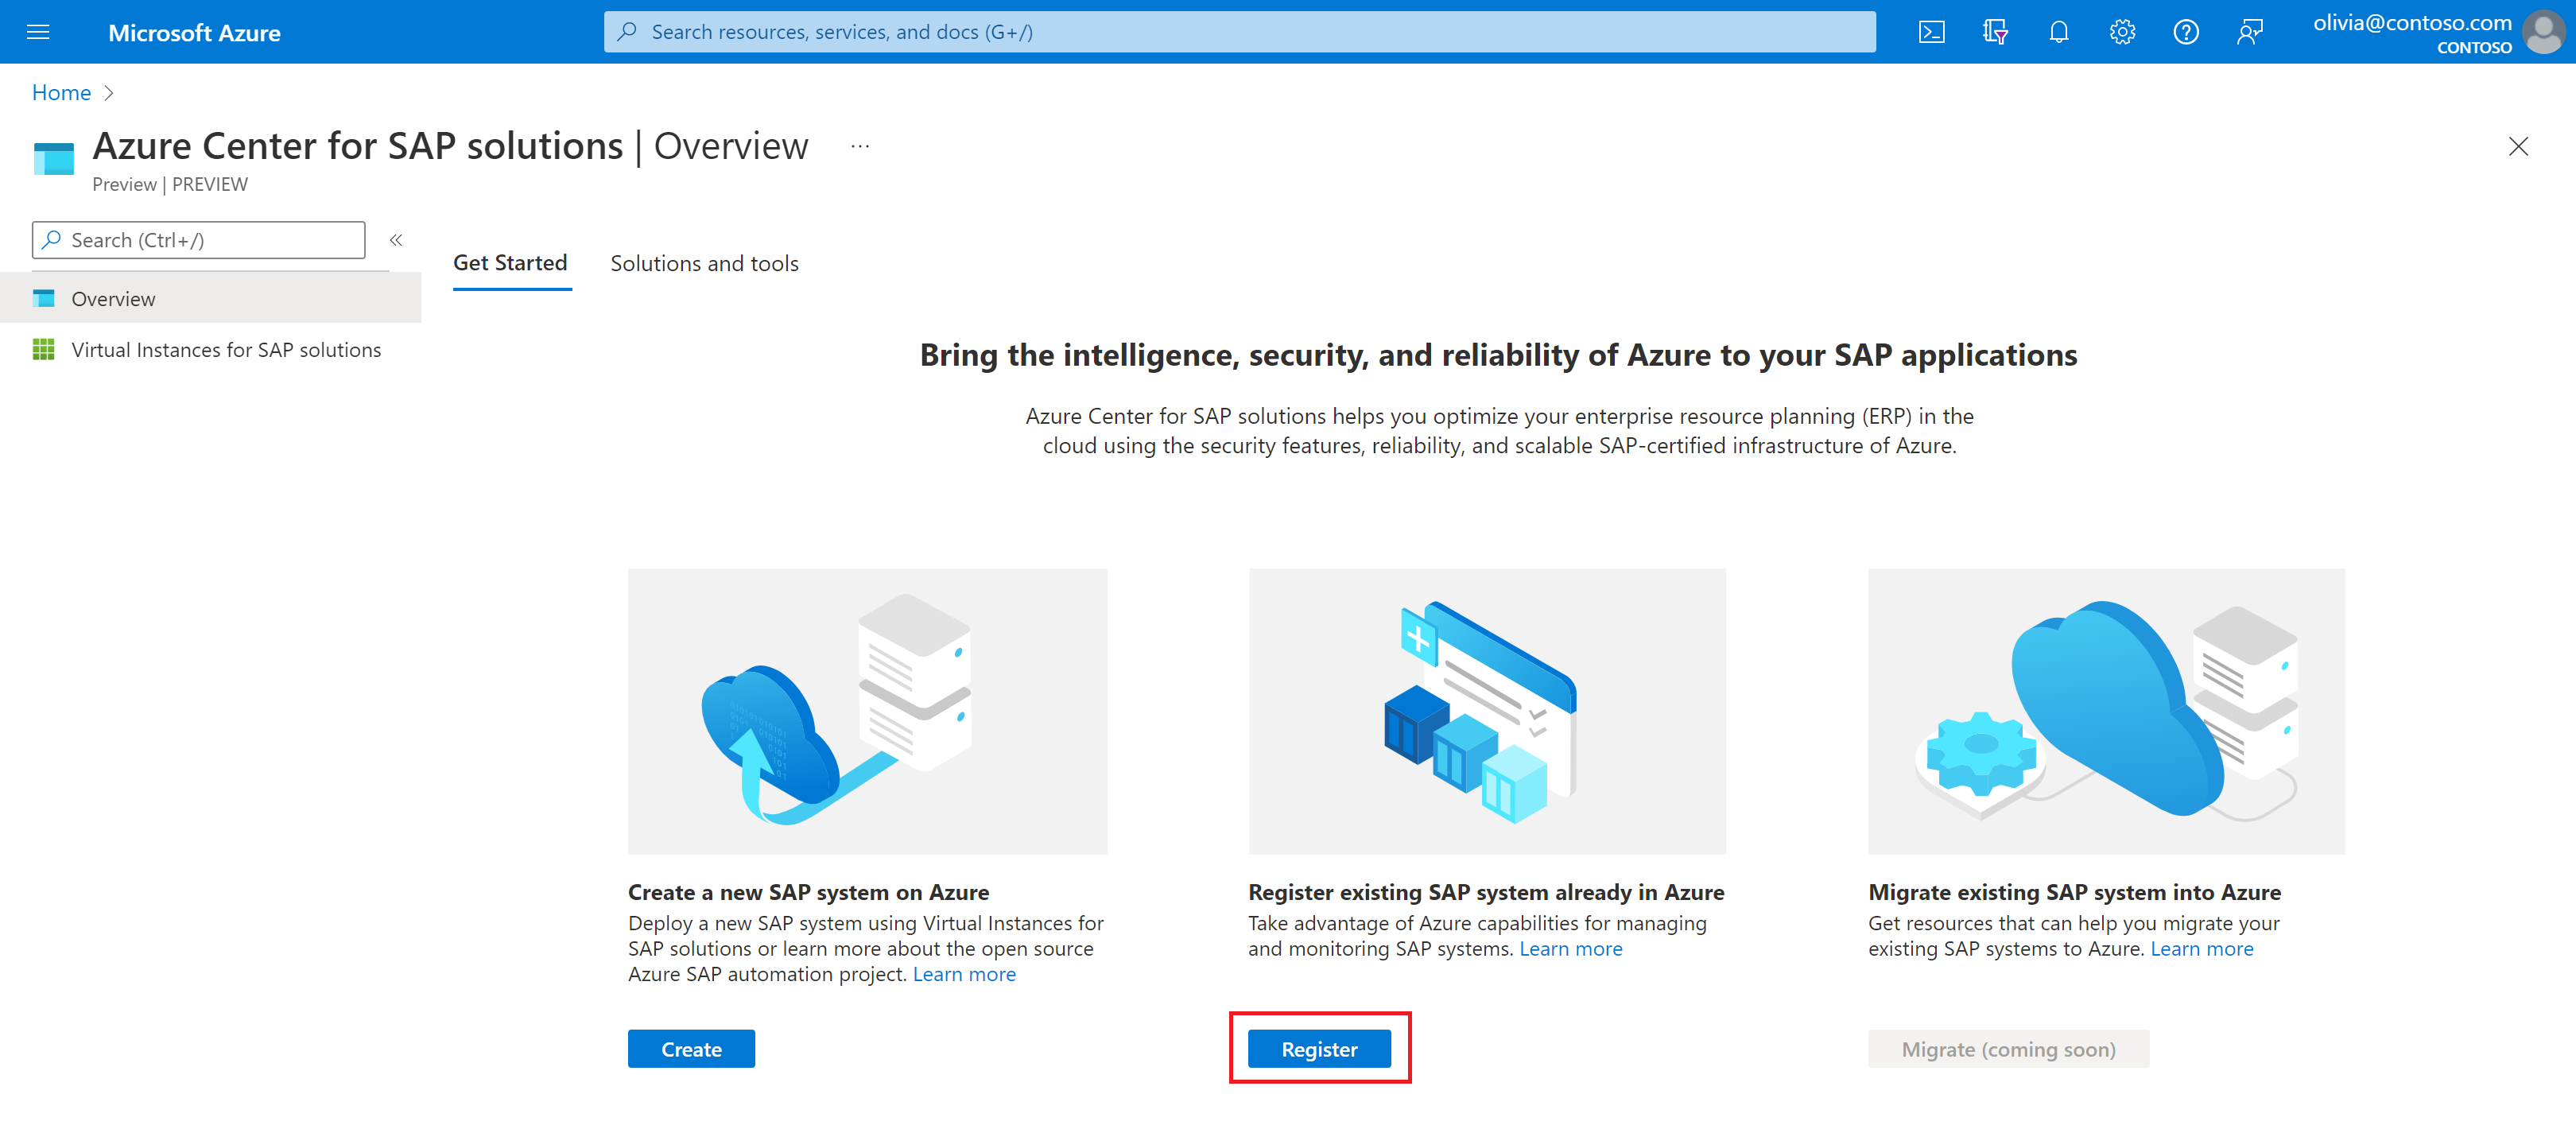 Microsoft Azure
Search resources, services, and docs (G+/)
olivia@contoso.com
CONTOSO
Home
Azure Center for SAP solutions | Overview ...
Preview | PREVIEW
Search (Ctrl+/)
Overview
Virtual Instances for SAP solutions
Get Started Solutions and tools
Bring the intelligence, security, and reliability of Azure to your SAP applications
Azure Center for SAP solutions helps you optimize your enterprise resource planning (ERP) in the
cloud using the security features, reliability, and scalable SAP-certified infrastructure of Azure.
Create a new SAP system on Azure
Deploy a new SAP system using Virtual Instances for
SAP solutions or learn more about the open source
Azure SAP automation project. Learn more
Create
Register existing SAP system already in Azure
Take advantage of Azure capabilities for managing
and monitoring SAP systems. Learn more
Register
Migrate existing SAP system into Azure
Get resources that can help you migrate your
existing SAP systems to Azure. Learn more
Migrate (coming soon)